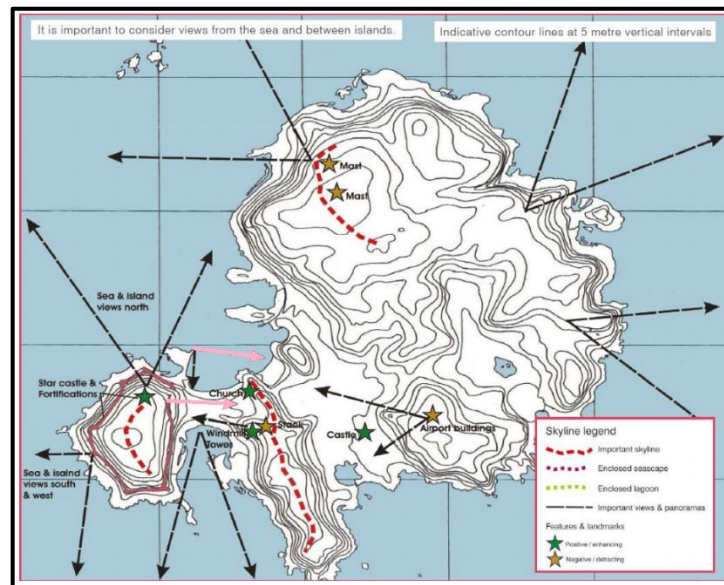 It is important to consider views from the sea and between islands.
Indicative contour lines at 5 metre vertical intervals
Mast
Mast
Sea & island
views north
Star castle &
Fortifications
Church
Stack
Windmill
Tower
Castle
Airport buildings
Sea & isalnd
views south
& west
Skyline legend
Important skyline
Enclosed seascape
Enclosed lagoon
Important views & panoramas
Features & landmarks
Positive / enhancing
Negative / detracting